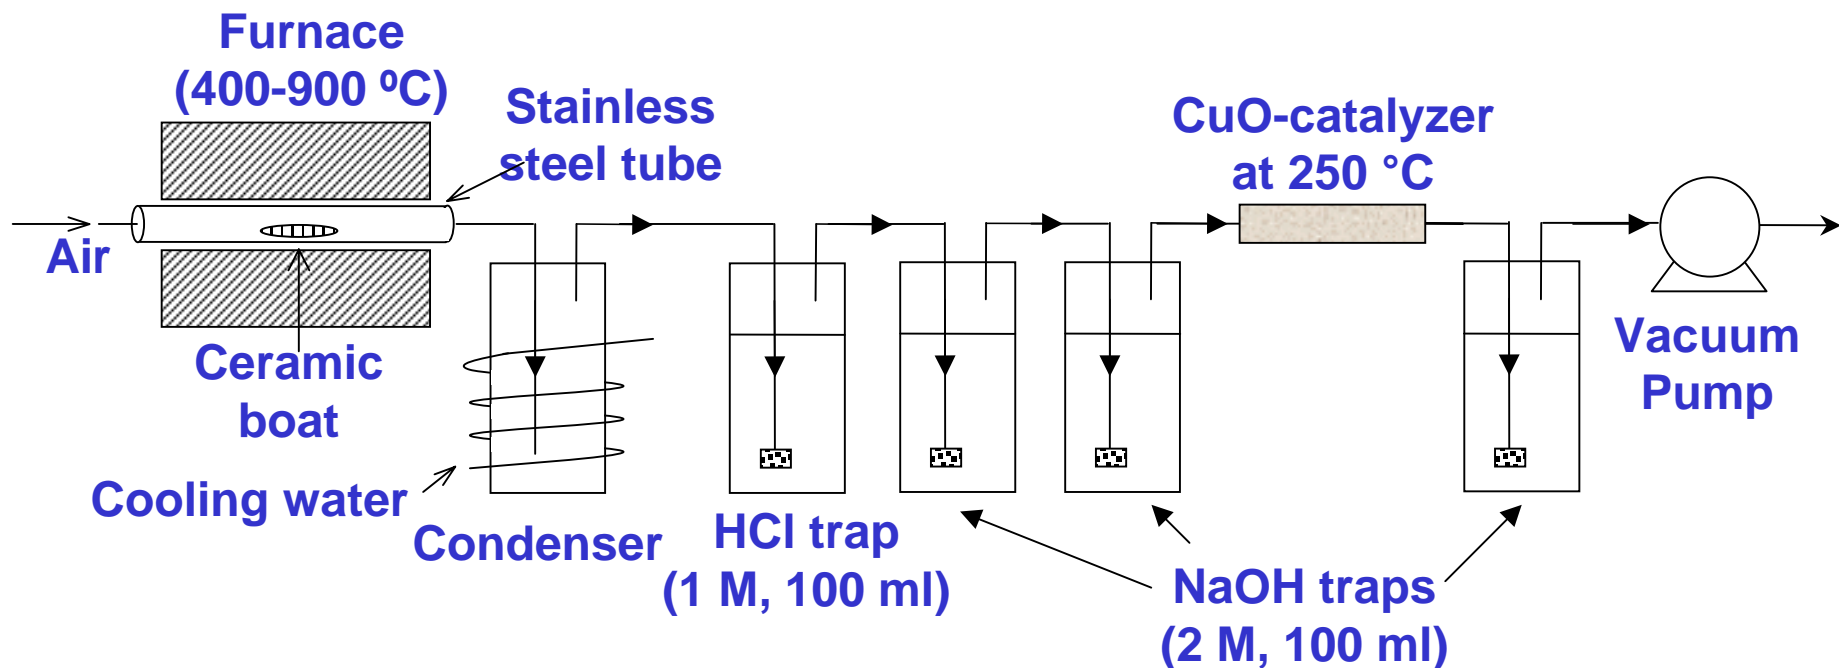 Furnace
(400-900 ºC)
Stainless
steel tube
CuO-catalyzer
at 250 °C
Air
Ceramic
boat
Vacuum
Pump
Cooling water
Condenser
HCl trap
(1 M, 100 ml)
NaOH traps
(2 M, 100 ml)